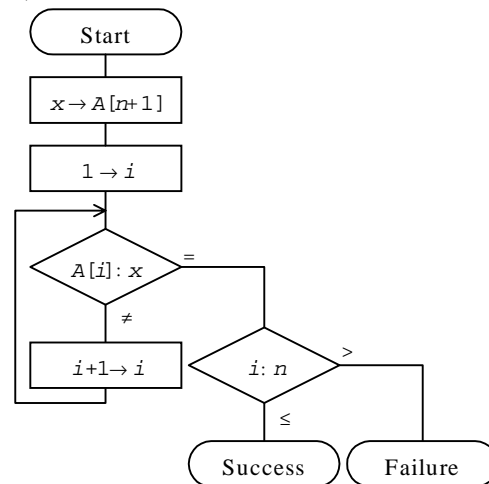 Start
x → A[n+1]
1 → i
A[i]: x
=
≠
i+1→ i
i: n
>
≤
Success
Failure